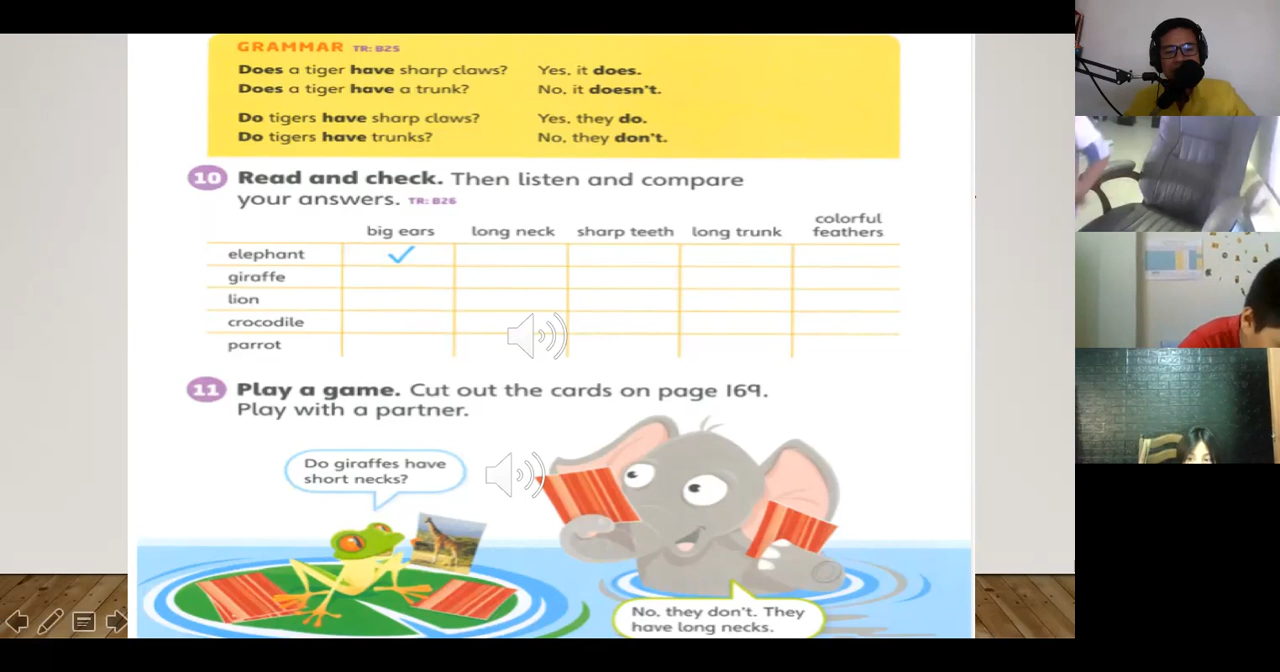 GRAMMAR TR: B25
Does a tiger have sharp claws? Yes, it does.
Does a tiger have a trunk? No, it doesn't.
Do tigers have sharp claws? Yes, they do.
Do tigers have trunks? No, they don't.
10 Read and check. Then listen and compare
your answers. TR: B26
big ears long neck sharp teeth long trunk colorful feathers
elephant
giraffe
lion
crocodile
parrot
11 Play a game. Cut out the cards on page 169.
Play with a partner.
Do giraffes have
short necks?
No, they don't. They
have long necks.